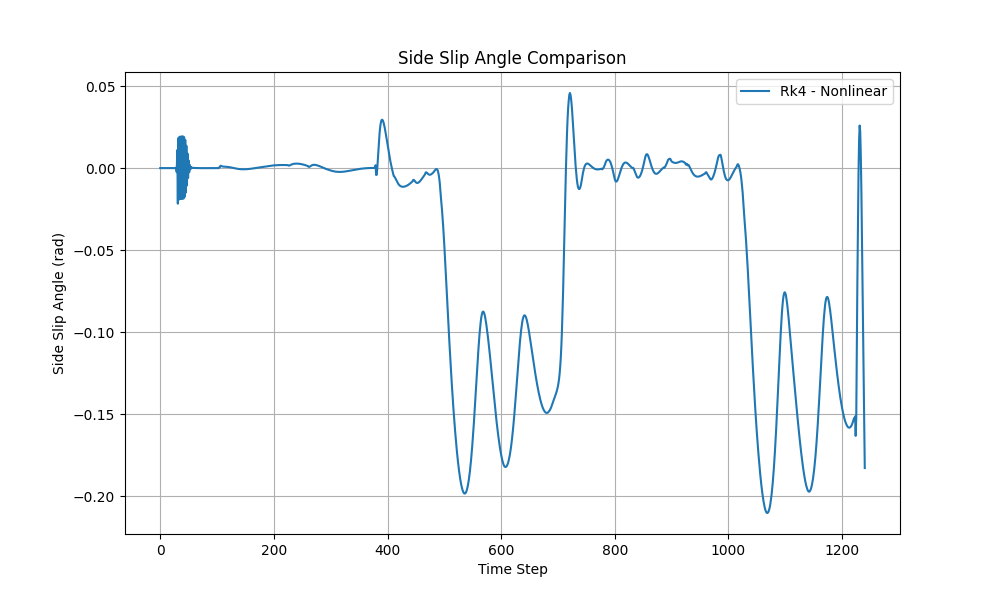 Side Slip Angle Comparison
Rk4 - Nonlinear
0.05
0.00
−0.05
−0.10
−0.15
−0.20
Side Slip Angle (rad)
0 200 400 600 800 1000 1200
Time Step